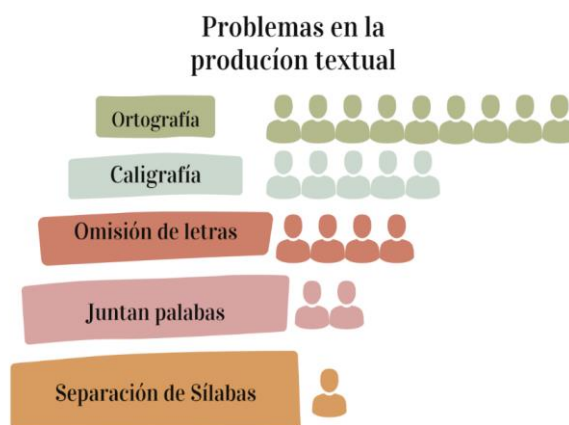 Problemas en la
producíon textual
Ortografía
Caligrafía
Omisión de letras
Juntan palabas
Separación de Sílabas